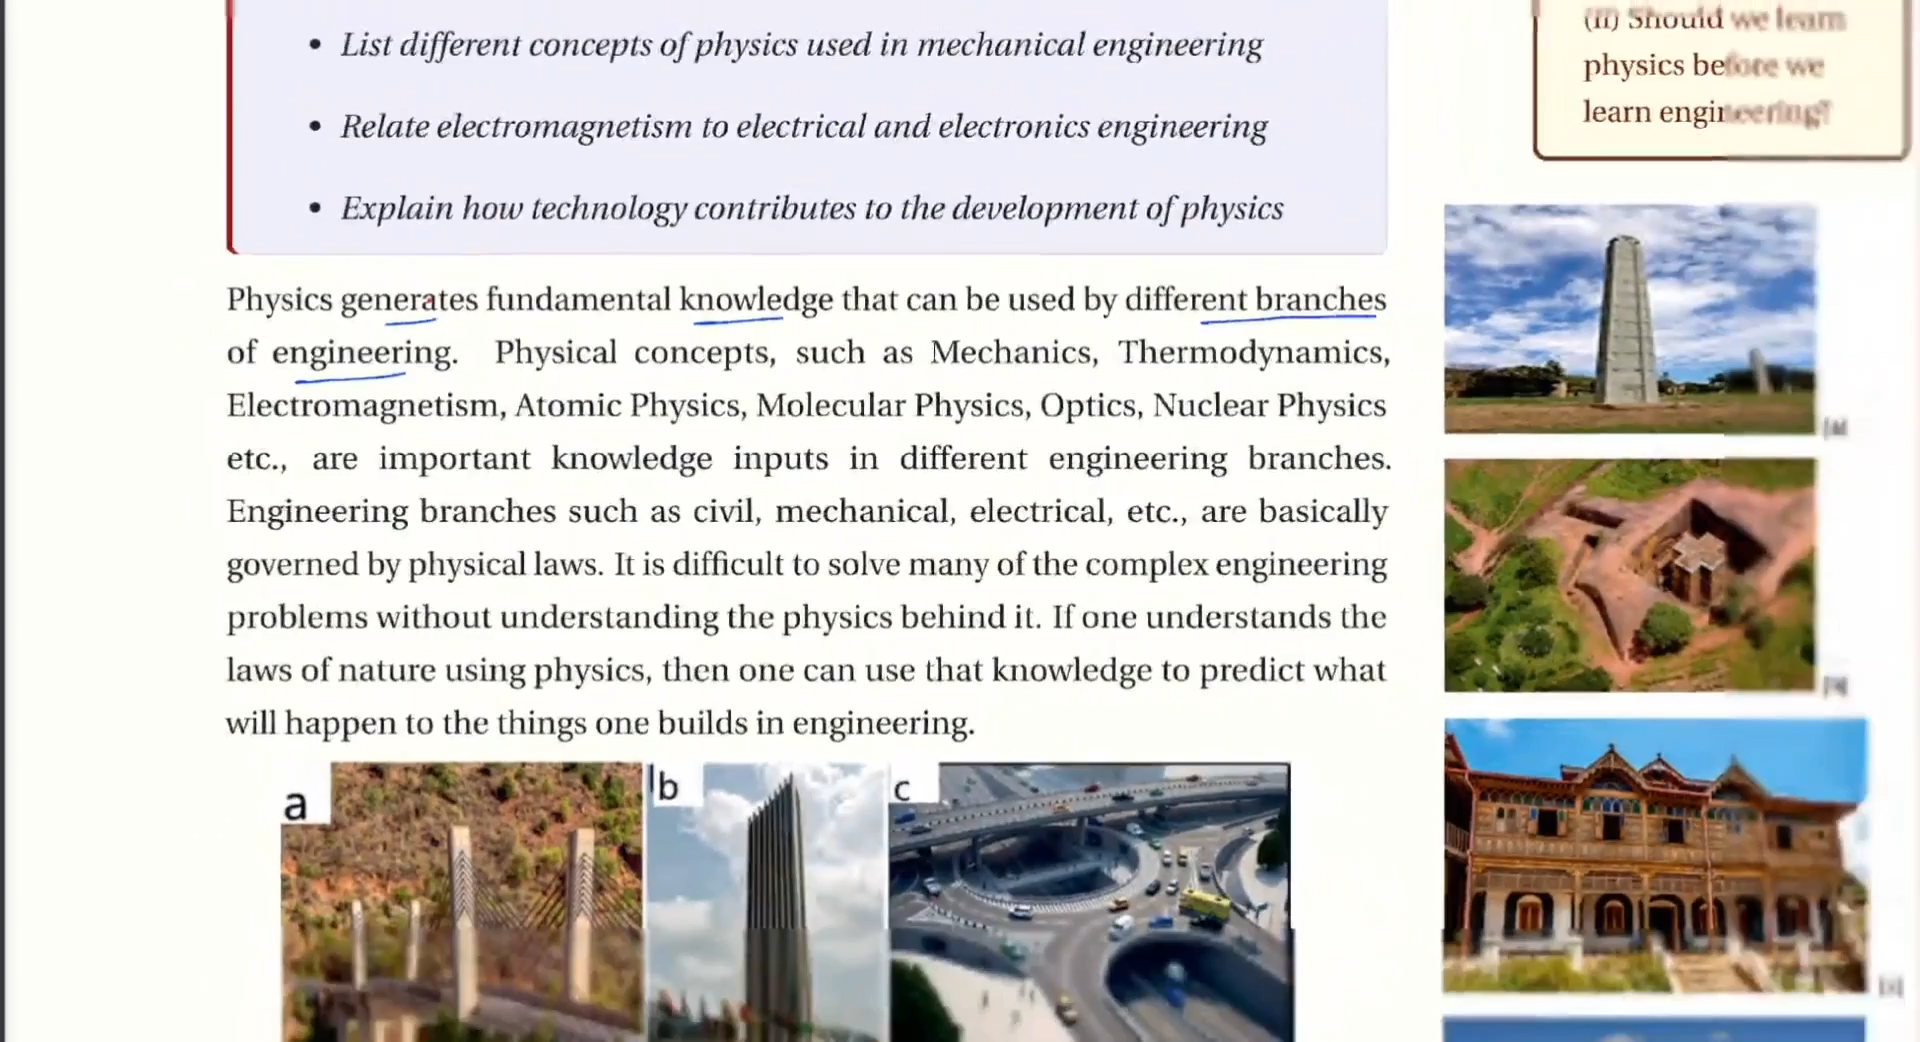 • List different concepts of physics used in mechanical engineering
• Relate electromagnetism to electrical and electronics engineering
• Explain how technology contributes to the development of physics
(II) Should we learn
physics before we
learn engineering?
Physics generates fundamental knowledge that can be used by different branches
of engineering. Physical concepts, such as Mechanics, Thermodynamics,
Electromagnetism, Atomic Physics, Molecular Physics, Optics, Nuclear Physics
etc., are important knowledge inputs in different engineering branches.
Engineering branches such as civil, mechanical, electrical, etc., are basically
governed by physical laws. It is difficult to solve many of the complex engineering
problems without understanding the physics behind it. If one understands the
laws of nature using physics, then one can use that knowledge to predict what
will happen to the things one builds in engineering.
a
b
c